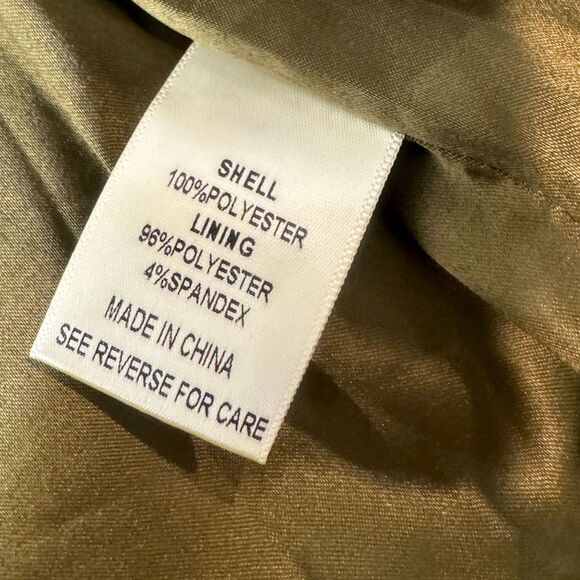 SHELL
100%POLYESTER
LINING
96%POLYESTER
4%SPANDEX
MADE IN CHINA
SEE REVERSE FOR CARE